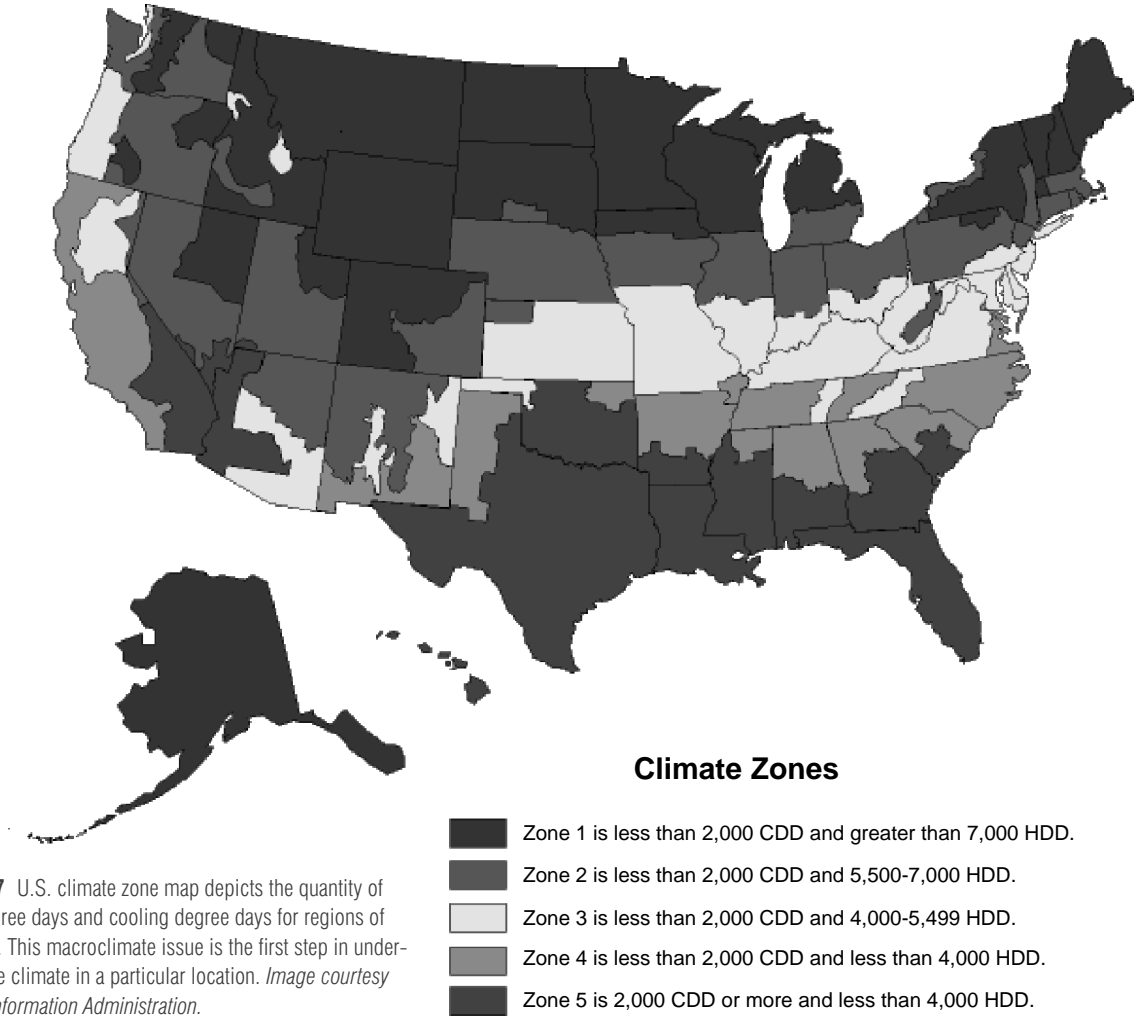 Climate Zones
Zone 1 is less than 2,000 CDD and greater than 7,000 HDD.
Zone 2 is less than 2,000 CDD and 5,500-7,000 HDD.
Zone 3 is less than 2,000 CDD and 4,000-5,499 HDD.
Zone 4 is less than 2,000 CDD and less than 4,000 HDD.
Zone 5 is 2,000 CDD or more and less than 4,000 HDD.
7 U.S. climate zone map depicts the quantity of
ree days and cooling degree days for regions of
. This macroclimate issue is the first step in under-
e climate in a particular location. Image courtesy
nformation Administration.